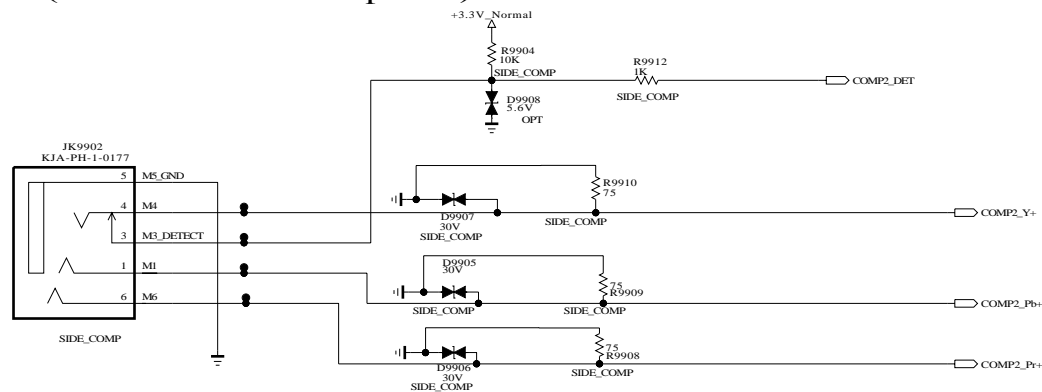 +3.3V_Normal
R9904
10K
SIDE_COMP
R9912
1K
SIDE_COMP
COMP2_DET
D9908
5.6V
OPT
JK9902
KJA-PH-1-0177
5 M5_GND
4 M4
3 M3_DETECT
1 M1
6 M6
SIDE_COMP
R9910
75
D9907
30V
SIDE_COMP
SIDE_COMP
COMP2_Y+
D9905
30V
SIDE_COMP
75
R9909
SIDE_COMP
COMP2_Pb+
D9906
30V
SIDE_COMP
75
R9908
SIDE_COMP
COMP2_Pr+